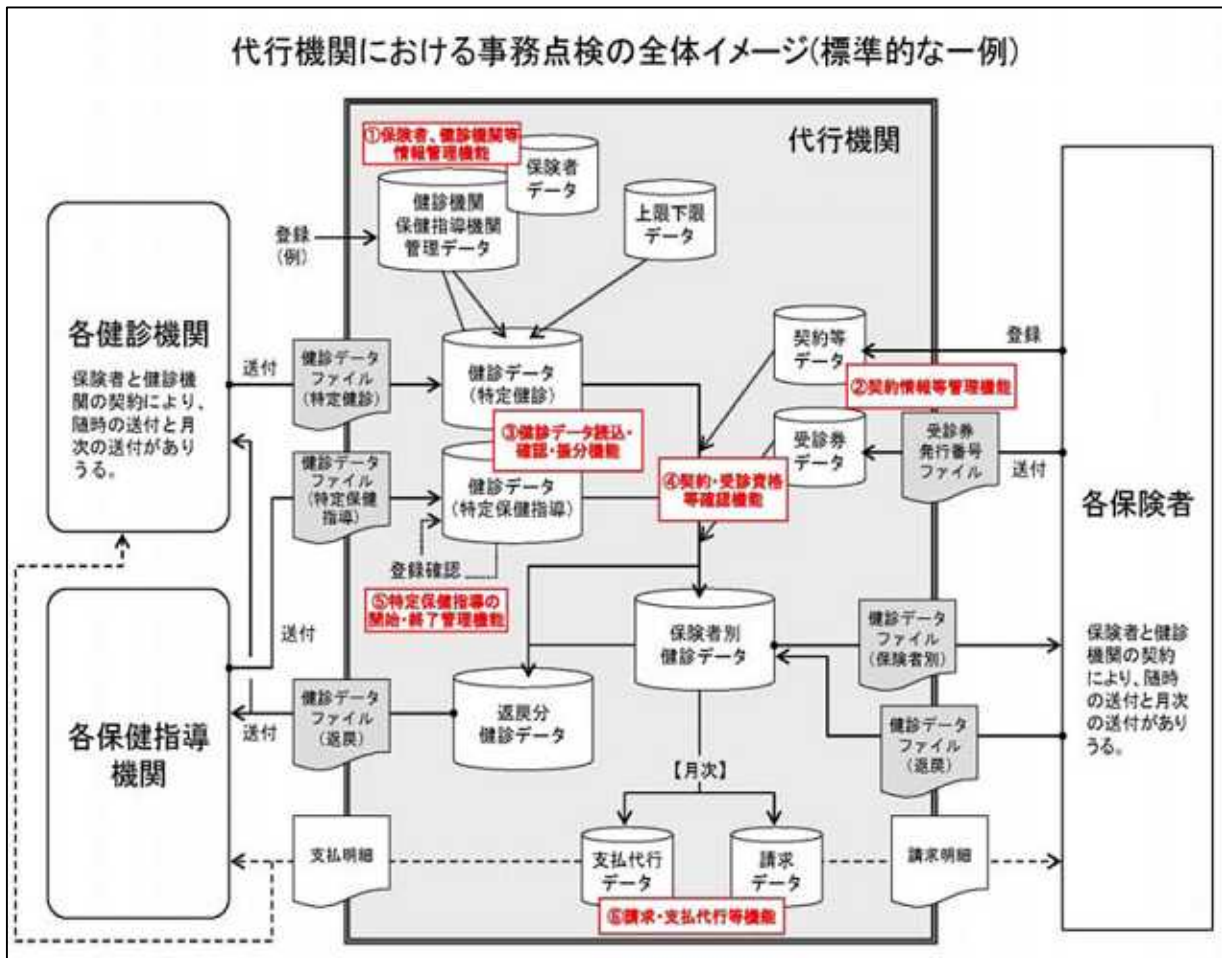 代行機関における事務点検の全体イメージ(標準的な一例)
代行機関
①保険者、健診機関等
情報管理機能
保険者
データ
健診機関
保健指導機関
管理データ
上限下限
データ
登録
(例)
各健診機関
保険者と健診機
関の契約により、
随時の送付と月
次の送付があり
うる。
送付
健診データ
ファイル
(特定健診)
健診データ
(特定健診)
契約等
データ
登録
②契約情報等管理機能
③健診データ読込・
確認・振分機能
受診券
データ
受診券
発行番号
ファイル
送付
健診データ
ファイル
(特定保健
指導)
健診データ
(特定保健指導)
④契約・受診資格
等確認機能
各保険者
保険者と健診
機関の契約
により、随時
の送付と月次
の送付があり
うる。
登録確認
⑤特定保健指導の
開始・終了管理機能
送付
保険者別
健診データ
健診データ
ファイル
(保険者別)
各保健指導
機関
送付
健診データ
ファイル
(返戻)
返戻分
健診データ
健診データ
ファイル
(返戻)
【月次】
支払明細
支払代行
データ
請求
データ
請求明細
⑥請求・支払代行等機能